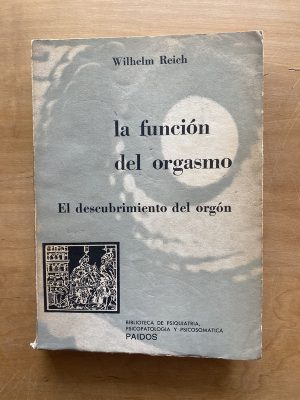 Wilhelm Reich
la función
del orgasmo
El descubrimiento del orgón
BIBLIOTECA DE PSIQUIATRIA,
PSICOPATOLOGIA Y PSICOSOMATICA
PAIDOS